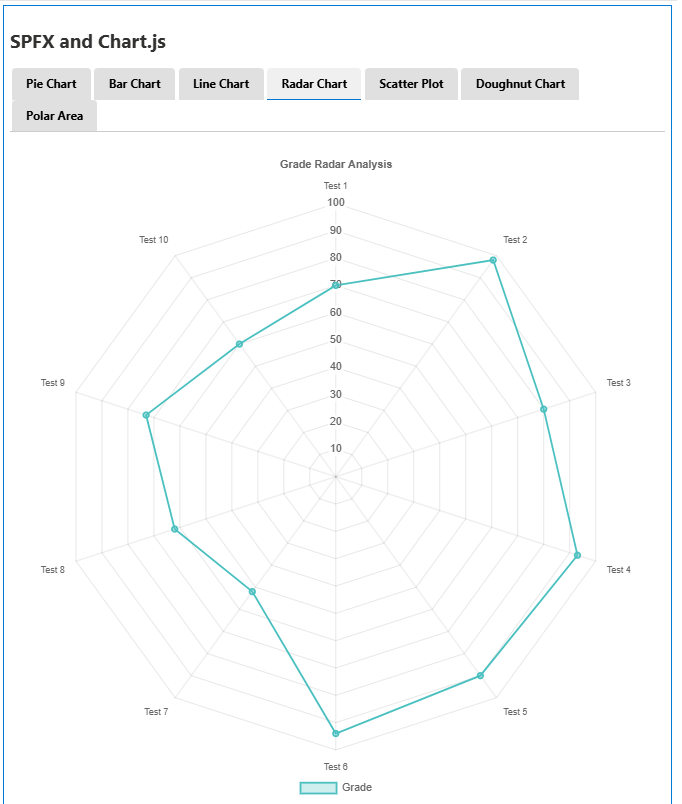 SPFX and Chart.js
Pie Chart Bar Chart Line Chart Radar Chart Scatter Plot Doughnut Chart
Polar Area
Grade Radar Analysis
Test 1
100
Test 10 90 Test 2
80
70
60
50
Test 9 40 Test 3
30
20
10
Test 8 Test 4
Test 7 Test 5
Test 6
Grade